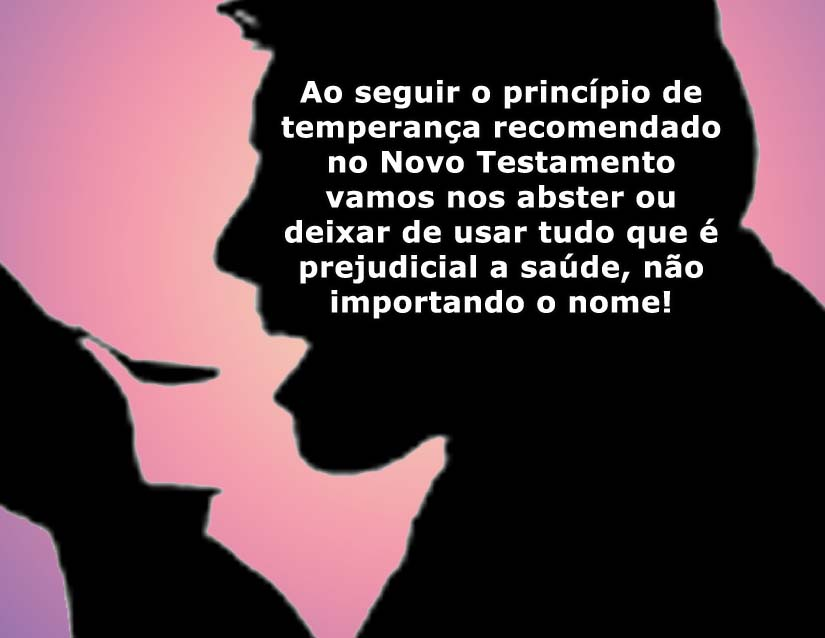 Ao seguir o princípio de
temperança recomendado
no Novo Testamento
vamos nos abster ou
deixar de usar tudo que é
prejudicial a saúde, não
importando o nome!